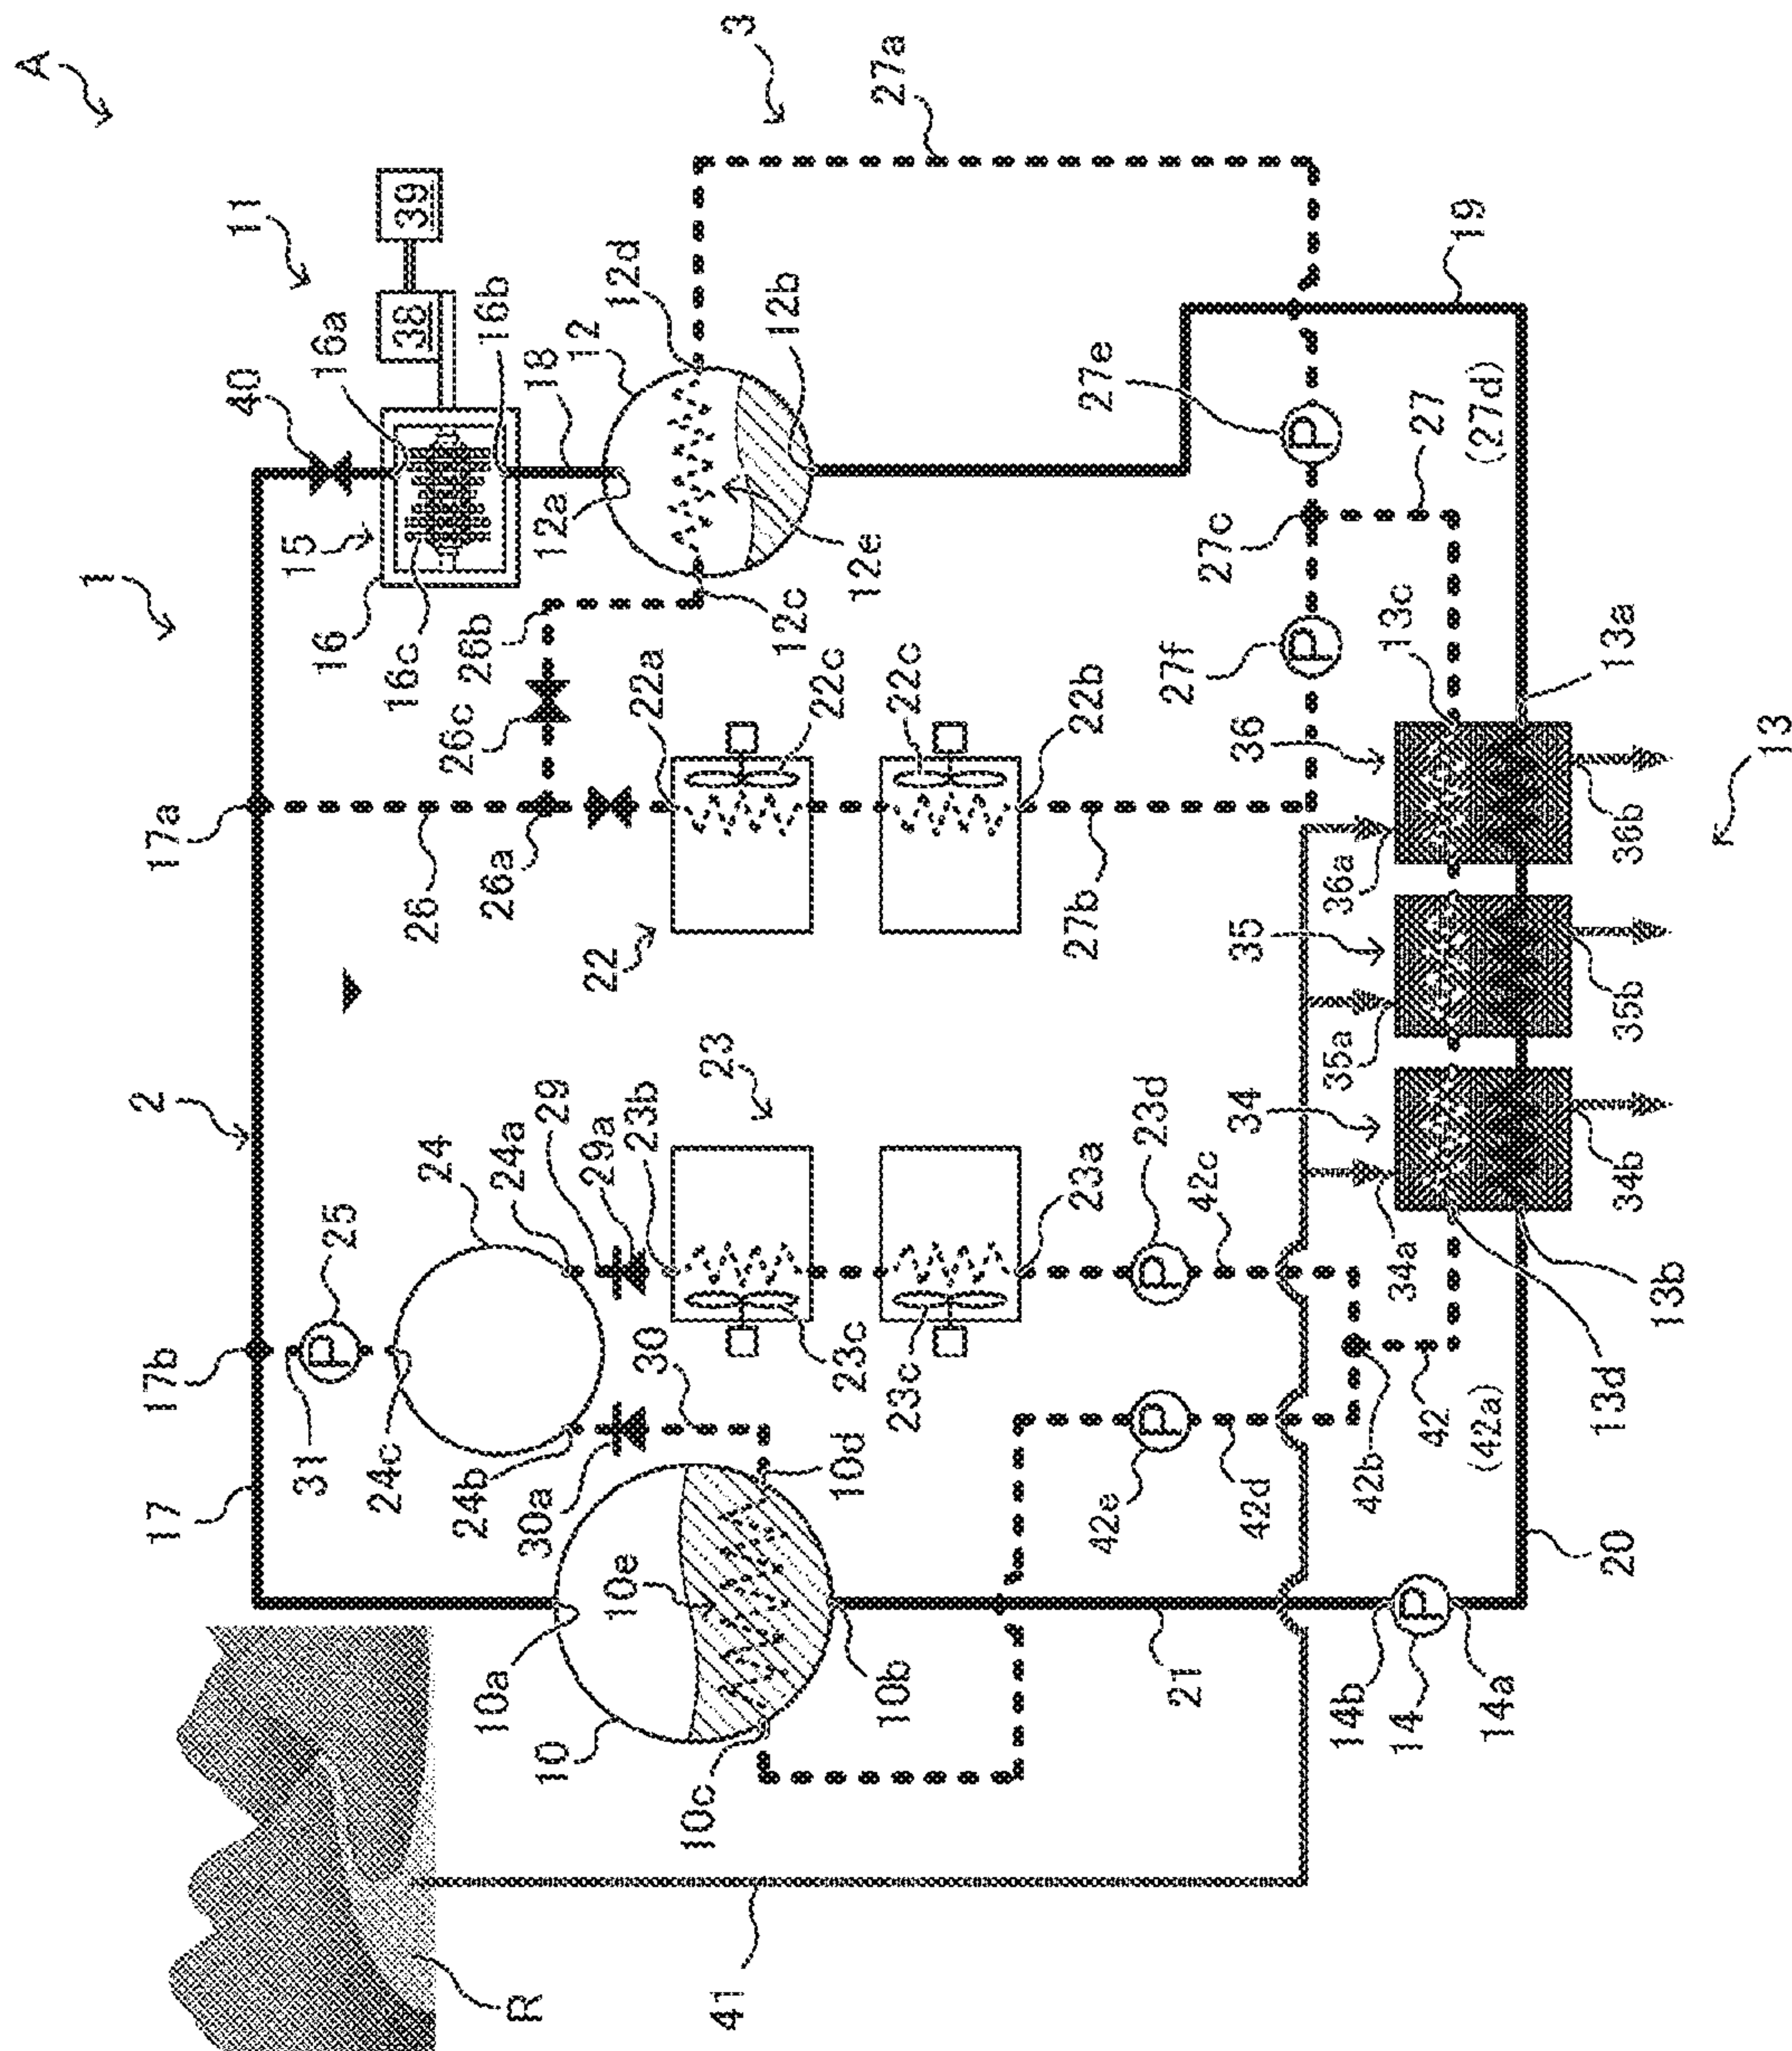 A
1
2
3
11
17a
17b
17
40
16a
38
39
15
16
16c
16b
18
12
12a
12d
12b
12c
12e
27a
26
26a
26b
26c
22
22a
22c
22c
22b
27b
27c
27e
27f
27
(27d)
19
25
31
24
24a
24b
24c
29
29a
30
30a
23
23b
23c
23c
23a
23d
42c
42e
42d
42b
42
(42a)
10
10a
10e
10d
10c
10b
21
14b
14
14a
20
41
R
34
34a
34b
35
35a
35b
36
36a
36b
13c
13a
13b
13d
13
P
P
P
P
P
P